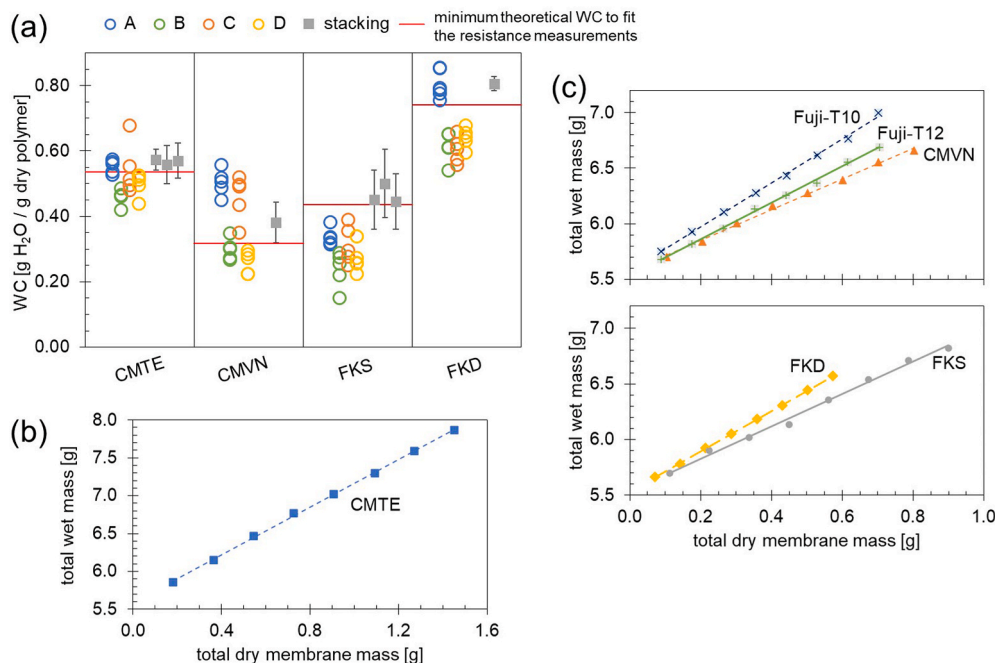 (a)
A B C D stacking minimum theoretical WC to fit
the resistance measurements
WC [g H₂O / g dry polymer]
0.80
0.60
0.40
0.20
0.00
CMTE CMVN FKS FKD
(b)
total wet mass [g]
8.0
7.5
7.0
6.5
6.0
5.5
CMTE
0.0 0.4 0.8 1.2 1.6
total dry membrane mass [g]
(c)
total wet mass [g]
7.0
6.5
6.0
5.5
Fuji-T10
Fuji-T12
CMVN
total wet mass [g]
7.0
6.5
6.0
5.5
FKD
FKS
0.0 0.2 0.4 0.6 0.8 1.0
total dry membrane mass [g]